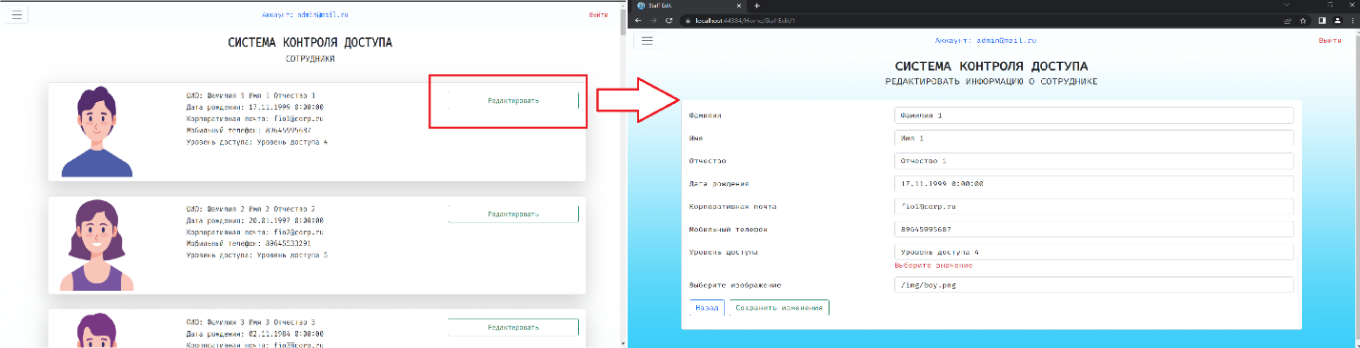 Аккаунт: admin@mail.ru
Выйти
СИСТЕМА КОНТРОЛЯ ДОСТУПА
СОТРУДНИКИ
ФИО: Фамилия 1 Имя 1 Отчество 1
Дата рождения: 17.11.1999 0:00:00
Корпоративная почта: fio1@corp.ru
Мобильный телефон: 89645995687
Уровень доступа: Уровень доступа 4
Редактировать
ФИО: Фамилия 2 Имя 2 Отчество 2
Дата рождения: 20.01.1997 0:00:00
Корпоративная почта: fio2@corp.ru
Мобильный телефон: 89645533291
Уровень доступа: Уровень доступа 5
Редактировать
ФИО: Фамилия 3 Имя 3 Отчество 3
Дата рождения: 02.11.1984 0:00:00
Корпоративная почта: fio3@corp.ru
Редактировать
Staff Edit
localhost:44384/Home/StaffEdit/1
Аккаунт: admin@mail.ru
Выйти
СИСТЕМА КОНТРОЛЯ ДОСТУПА
РЕДАКТИРОВАТЬ ИНФОРМАЦИЮ О СОТРУДНИКЕ
Фамилия
Фамилия 1
Имя
Имя 1
Отчество
Отчество 1
Дата рождения
17.11.1999 0:00:00
Корпоративная почта
fio1@corp.ru
Мобильный телефон
89645995687
Уровень доступа
Уровень доступа 4
Выберите значение
Выберите изображение
/img/boy.png
Назад
Сохранить изменения